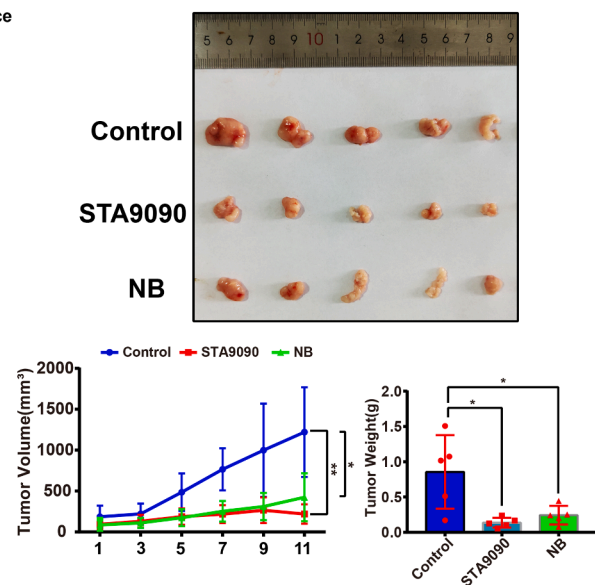 ce
5 6 7 8 9 10 1 2 3 4 5 6 7 8 9
Control
STA9090
NB
Control STA9090 NB
Tumor Volume(mm³)
2000
1500
1000
500
0
1 3 5 7 9 11
**
*
Tumor Weight(g)
2.0
1.5
1.0
0.5
0.0
*
*
Control
STA9090
NB